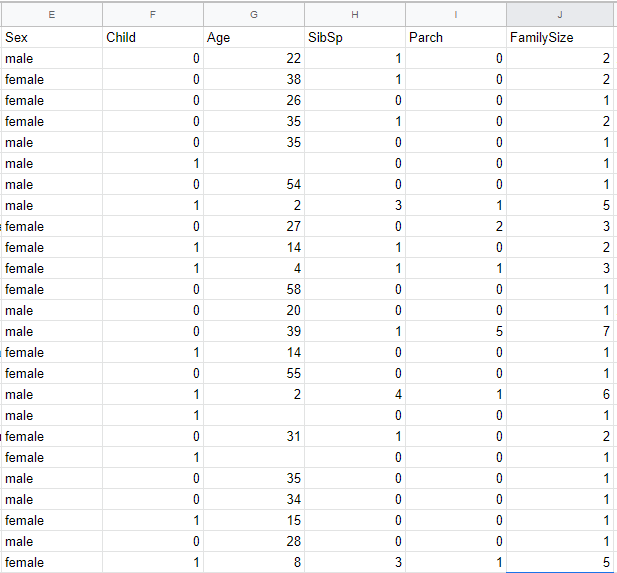 E F G H I J
Sex Child Age SibSp Parch FamilySize
male 0 22 1 0 2
female 0 38 1 0 2
female 0 26 0 0 1
female 0 35 1 0 2
male 0 35 0 0 1
male 1 0 0 1
male 0 54 0 0 1
male 1 2 3 1 5
female 0 27 0 2 3
female 1 14 1 0 2
female 1 4 1 1 3
female 0 58 0 0 1
male 0 20 0 0 1
male 0 39 1 5 7
female 1 14 0 0 1
female 0 55 0 0 1
male 1 2 4 1 6
male 1 0 0 1
female 0 31 1 0 2
female 1 0 0 1
male 0 35 0 0 1
male 0 34 0 0 1
female 1 15 0 0 1
male 0 28 0 0 1
female 1 8 3 1 5